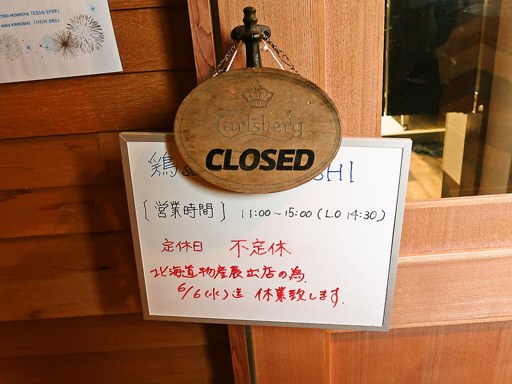 Carlsberg
CLOSED
鶏 SHI
[営業時間] 11:00～15:00 (L.O 14:30)
定休日 不定休
北海道物産展出店の為
6/6(水)迄 休業致します.